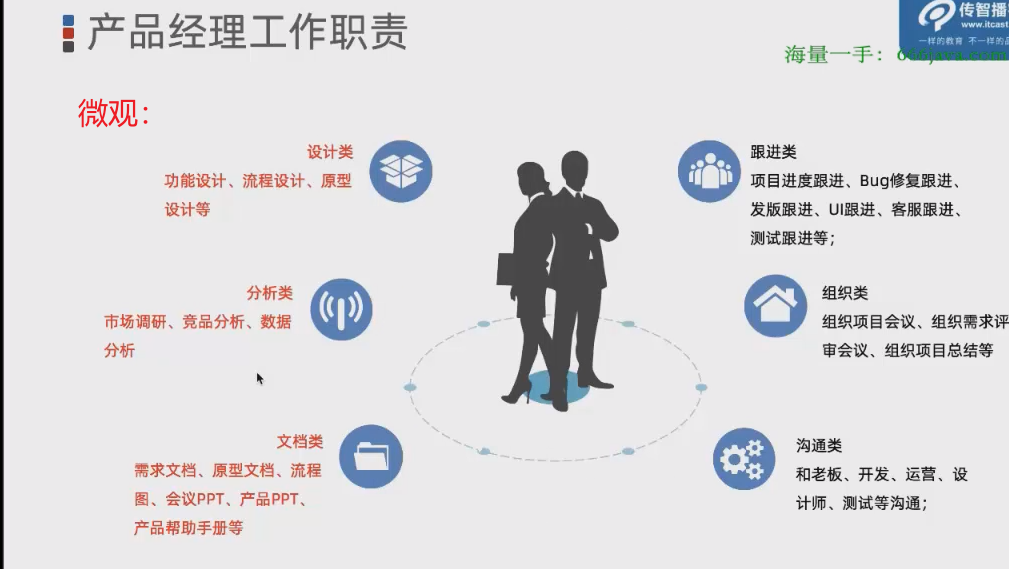 产品经理工作职责
传智播
www.itcast
一样的教育 不一样的品
海量一手：666java.com
微观：
设计类
功能设计、流程设计、原型
设计等
跟进类
项目进度跟进、Bug修复跟进、
发版跟进、UI跟进、客服跟进、
测试跟进等；
分析类
市场调研、竞品分析、数据
分析
组织类
组织项目会议、组织需求评
审会议、组织项目总结等
文档类
需求文档、原型文档、流程
图、会议PPT、产品PPT、
产品帮助手册等
沟通类
和老板、开发、运营、设
计师、测试等沟通；